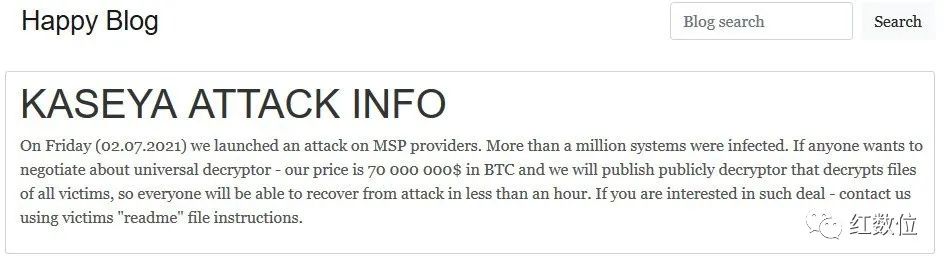 Happy Blog
Blog search
Search
KASEYA ATTACK INFO
On Friday (02.07.2021) we launched an attack on MSP providers. More than a million systems were infected. If anyone wants to
negotiate about universal decryptor - our price is 70 000 000$ in BTC and we will publish publicly decryptor that decrypts files
of all victims, so everyone will be able to recover from attack in less than an hour. If you are interested in such deal - contact us
using victims "readme" file instructions.
红数位